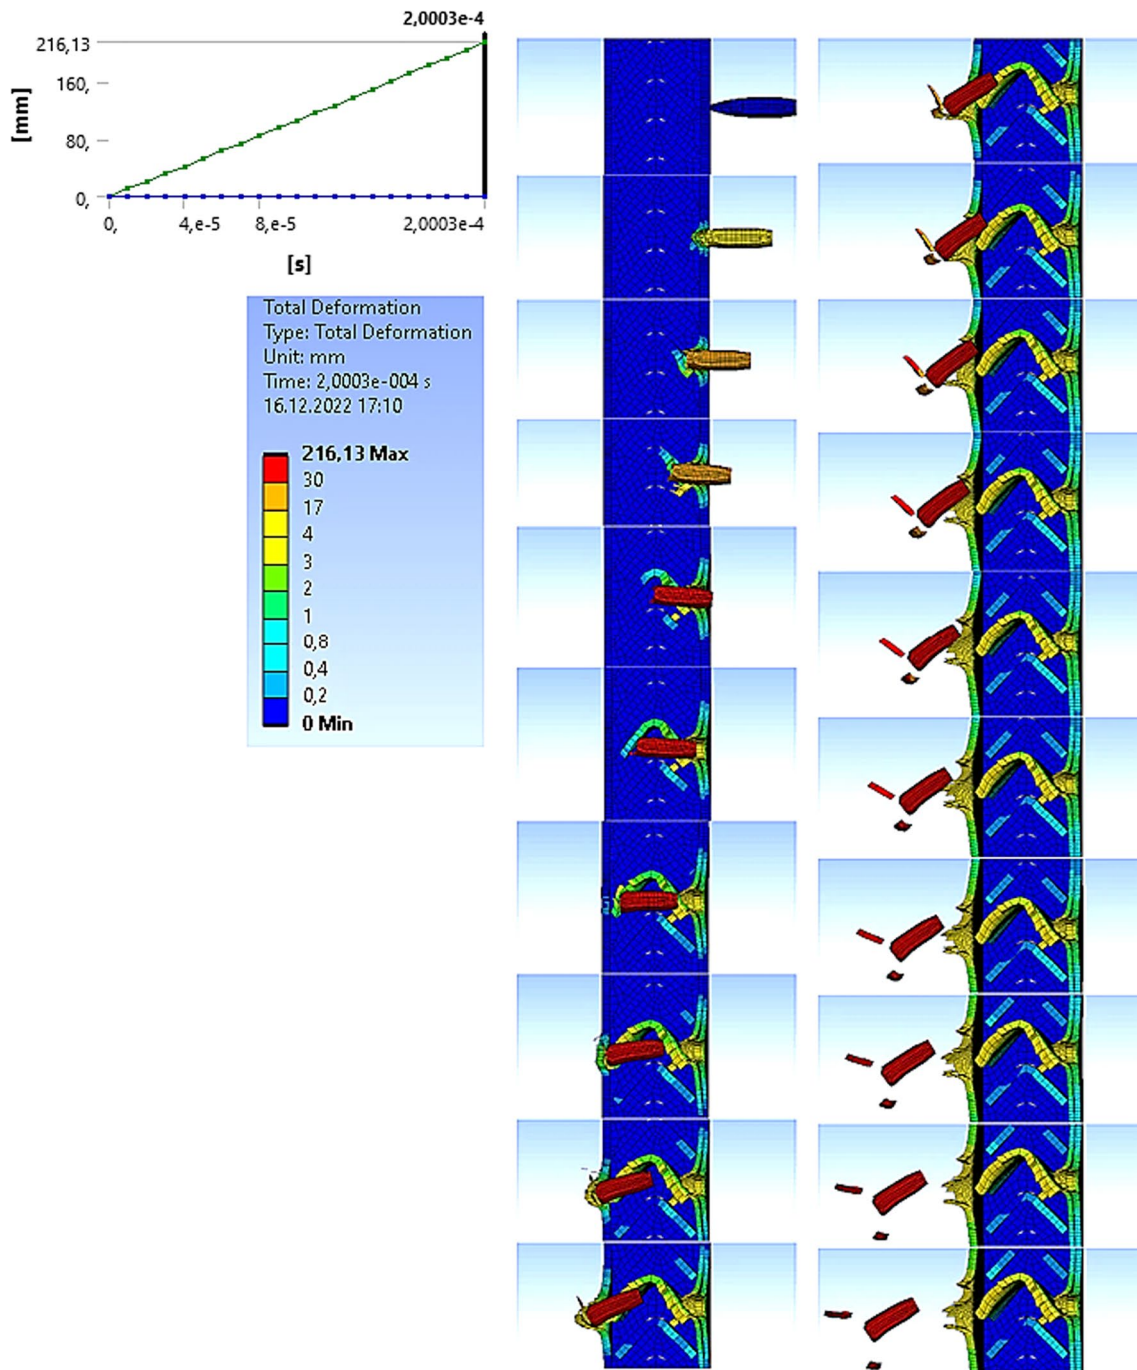 2,0003e-4
216,13
160,
80,
0,
[mm]
0, 4,e-5 8,e-5 2,0003e-4
[s]
Total Deformation
Type: Total Deformation
Unit: mm
Time: 2,0003e-004 s
16.12.2022 17:10
216,13 Max
30
17
4
3
2
1
0,8
0,4
0,2
0 Min